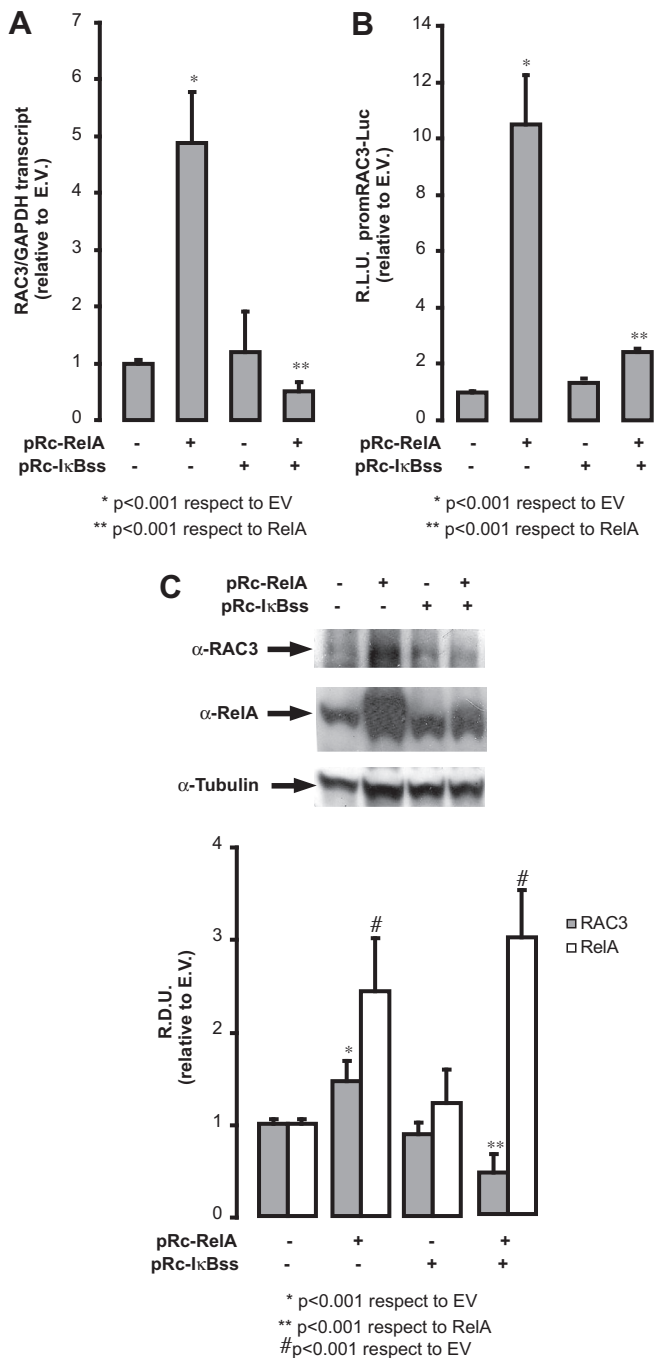 A
RAC3/GAPDH transcript
(relative to E.V.)
7
6
5
4
3
2
1
0
*
**
pRc-RelA - + - +
pRc-IκBss - - + +
* p<0.001 respect to EV
** p<0.001 respect to RelA
B
R.L.U. promRAC3-Luc
(relative to E.V.)
14
12
10
8
6
4
2
0
*
**
pRc-RelA - + - +
pRc-IκBss - - + +
* p<0.001 respect to EV
** p<0.001 respect to RelA
C
pRc-RelA - + - +
pRc-IκBss - - + +
α-RAC3
α-RelA
α-Tubulin
R.D.U.
(relative to E.V.)
4
3
2
1
0
*
#
**
#
RAC3
RelA
pRc-RelA - + - +
pRc-IκBss - - + +
* p<0.001 respect to EV
** p<0.001 respect to RelA
#p<0.001 respect to EV